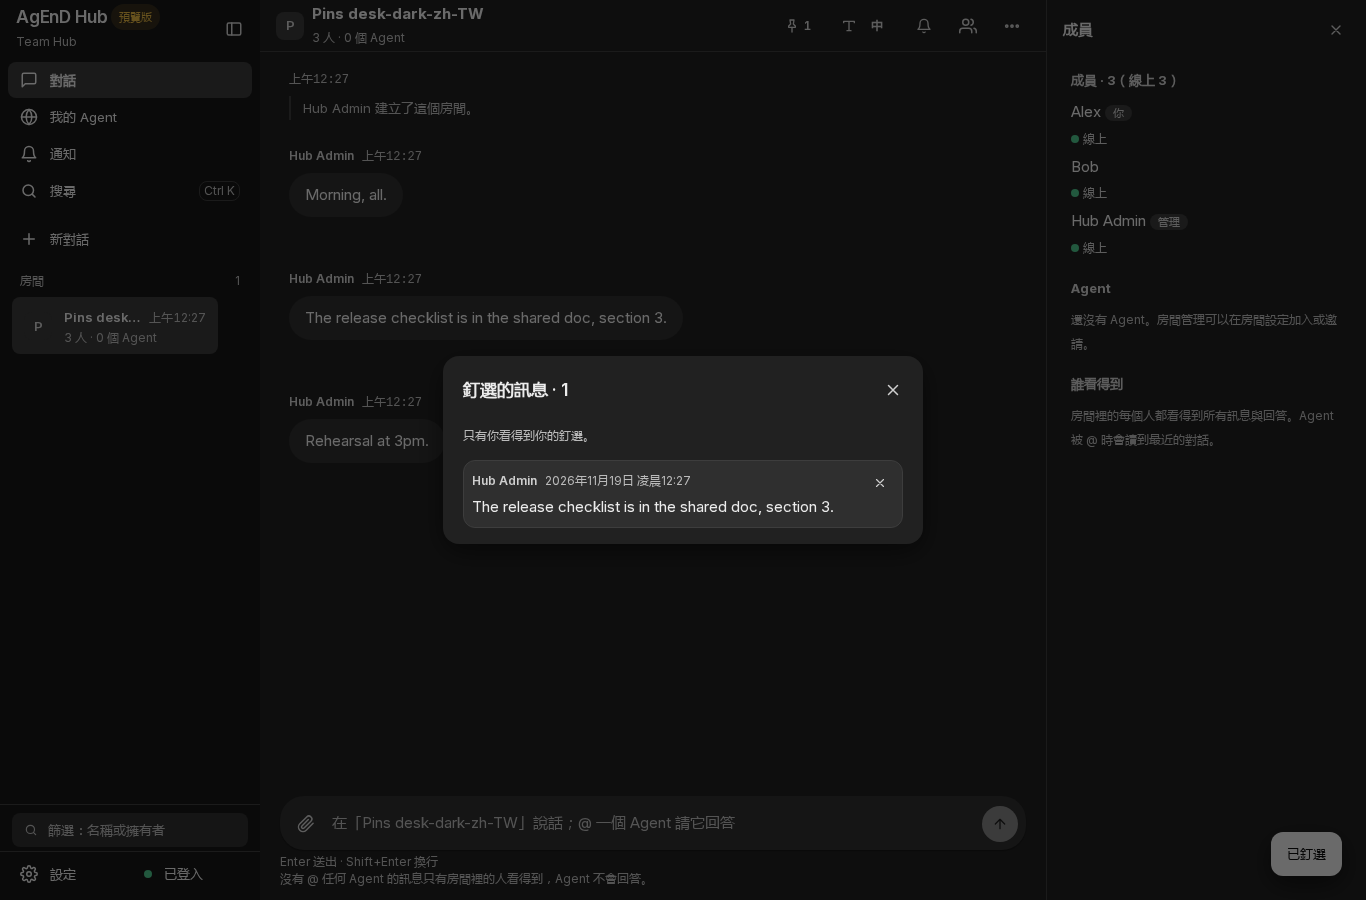 AgEnD Hub 預覽版
Team Hub
對話
我的 Agent
通知
搜尋 Ctrl K
新對話
房間 1
P Pins desk... 上午12:27
3 人 · 0 個 Agent
篩選：名稱或擁有者
設定 已登入
P Pins desk-dark-zh-TW
3 人 · 0 個 Agent
1 中
上午12:27
Hub Admin 建立了這個房間。
Hub Admin 上午12:27
Morning, all.
Hub Admin 上午12:27
The release checklist is in the shared doc, section 3.
Hub Admin 上午12:27
Rehearsal at 3pm.
釘選的訊息 · 1
只有你看得到你的釘選。
Hub Admin 2026年11月19日 凌晨12:27
The release checklist is in the shared doc, section 3.
在「Pins desk-dark-zh-TW」說話；@ 一個 Agent 請它回答
Enter 送出 · Shift+Enter 換行
沒有 @ 任何 Agent 的訊息只有房間裡的人看得到，Agent 不會回答。
成員
成員 · 3（線上 3）
Alex 你
線上
Bob
線上
Hub Admin 管理
線上
Agent
還沒有 Agent。房間管理可以在房間設定加入或邀
請。
誰看得到
房間裡的每個人都看得到所有訊息與回答。Agent
被 @ 時會讀到最近的對話。
已釘選